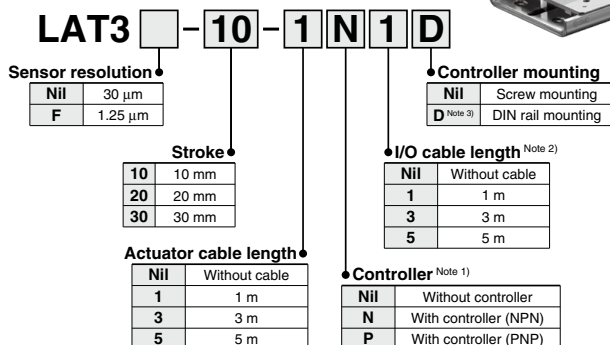 LAT3 - 10 - 1 N 1 D
Sensor resolution
Nil 30 μm
F 1.25 μm
Controller mounting
Nil Screw mounting
D Note 3) DIN rail mounting
Stroke
10 10 mm
20 20 mm
30 30 mm
I/O cable length Note 2)
Nil Without cable
1 1 m
3 3 m
5 5 m
Actuator cable length
Nil Without cable
1 1 m
3 3 m
5 5 m
Controller Note 1)
Nil Without controller
N With controller (NPN)
P With controller (PNP)